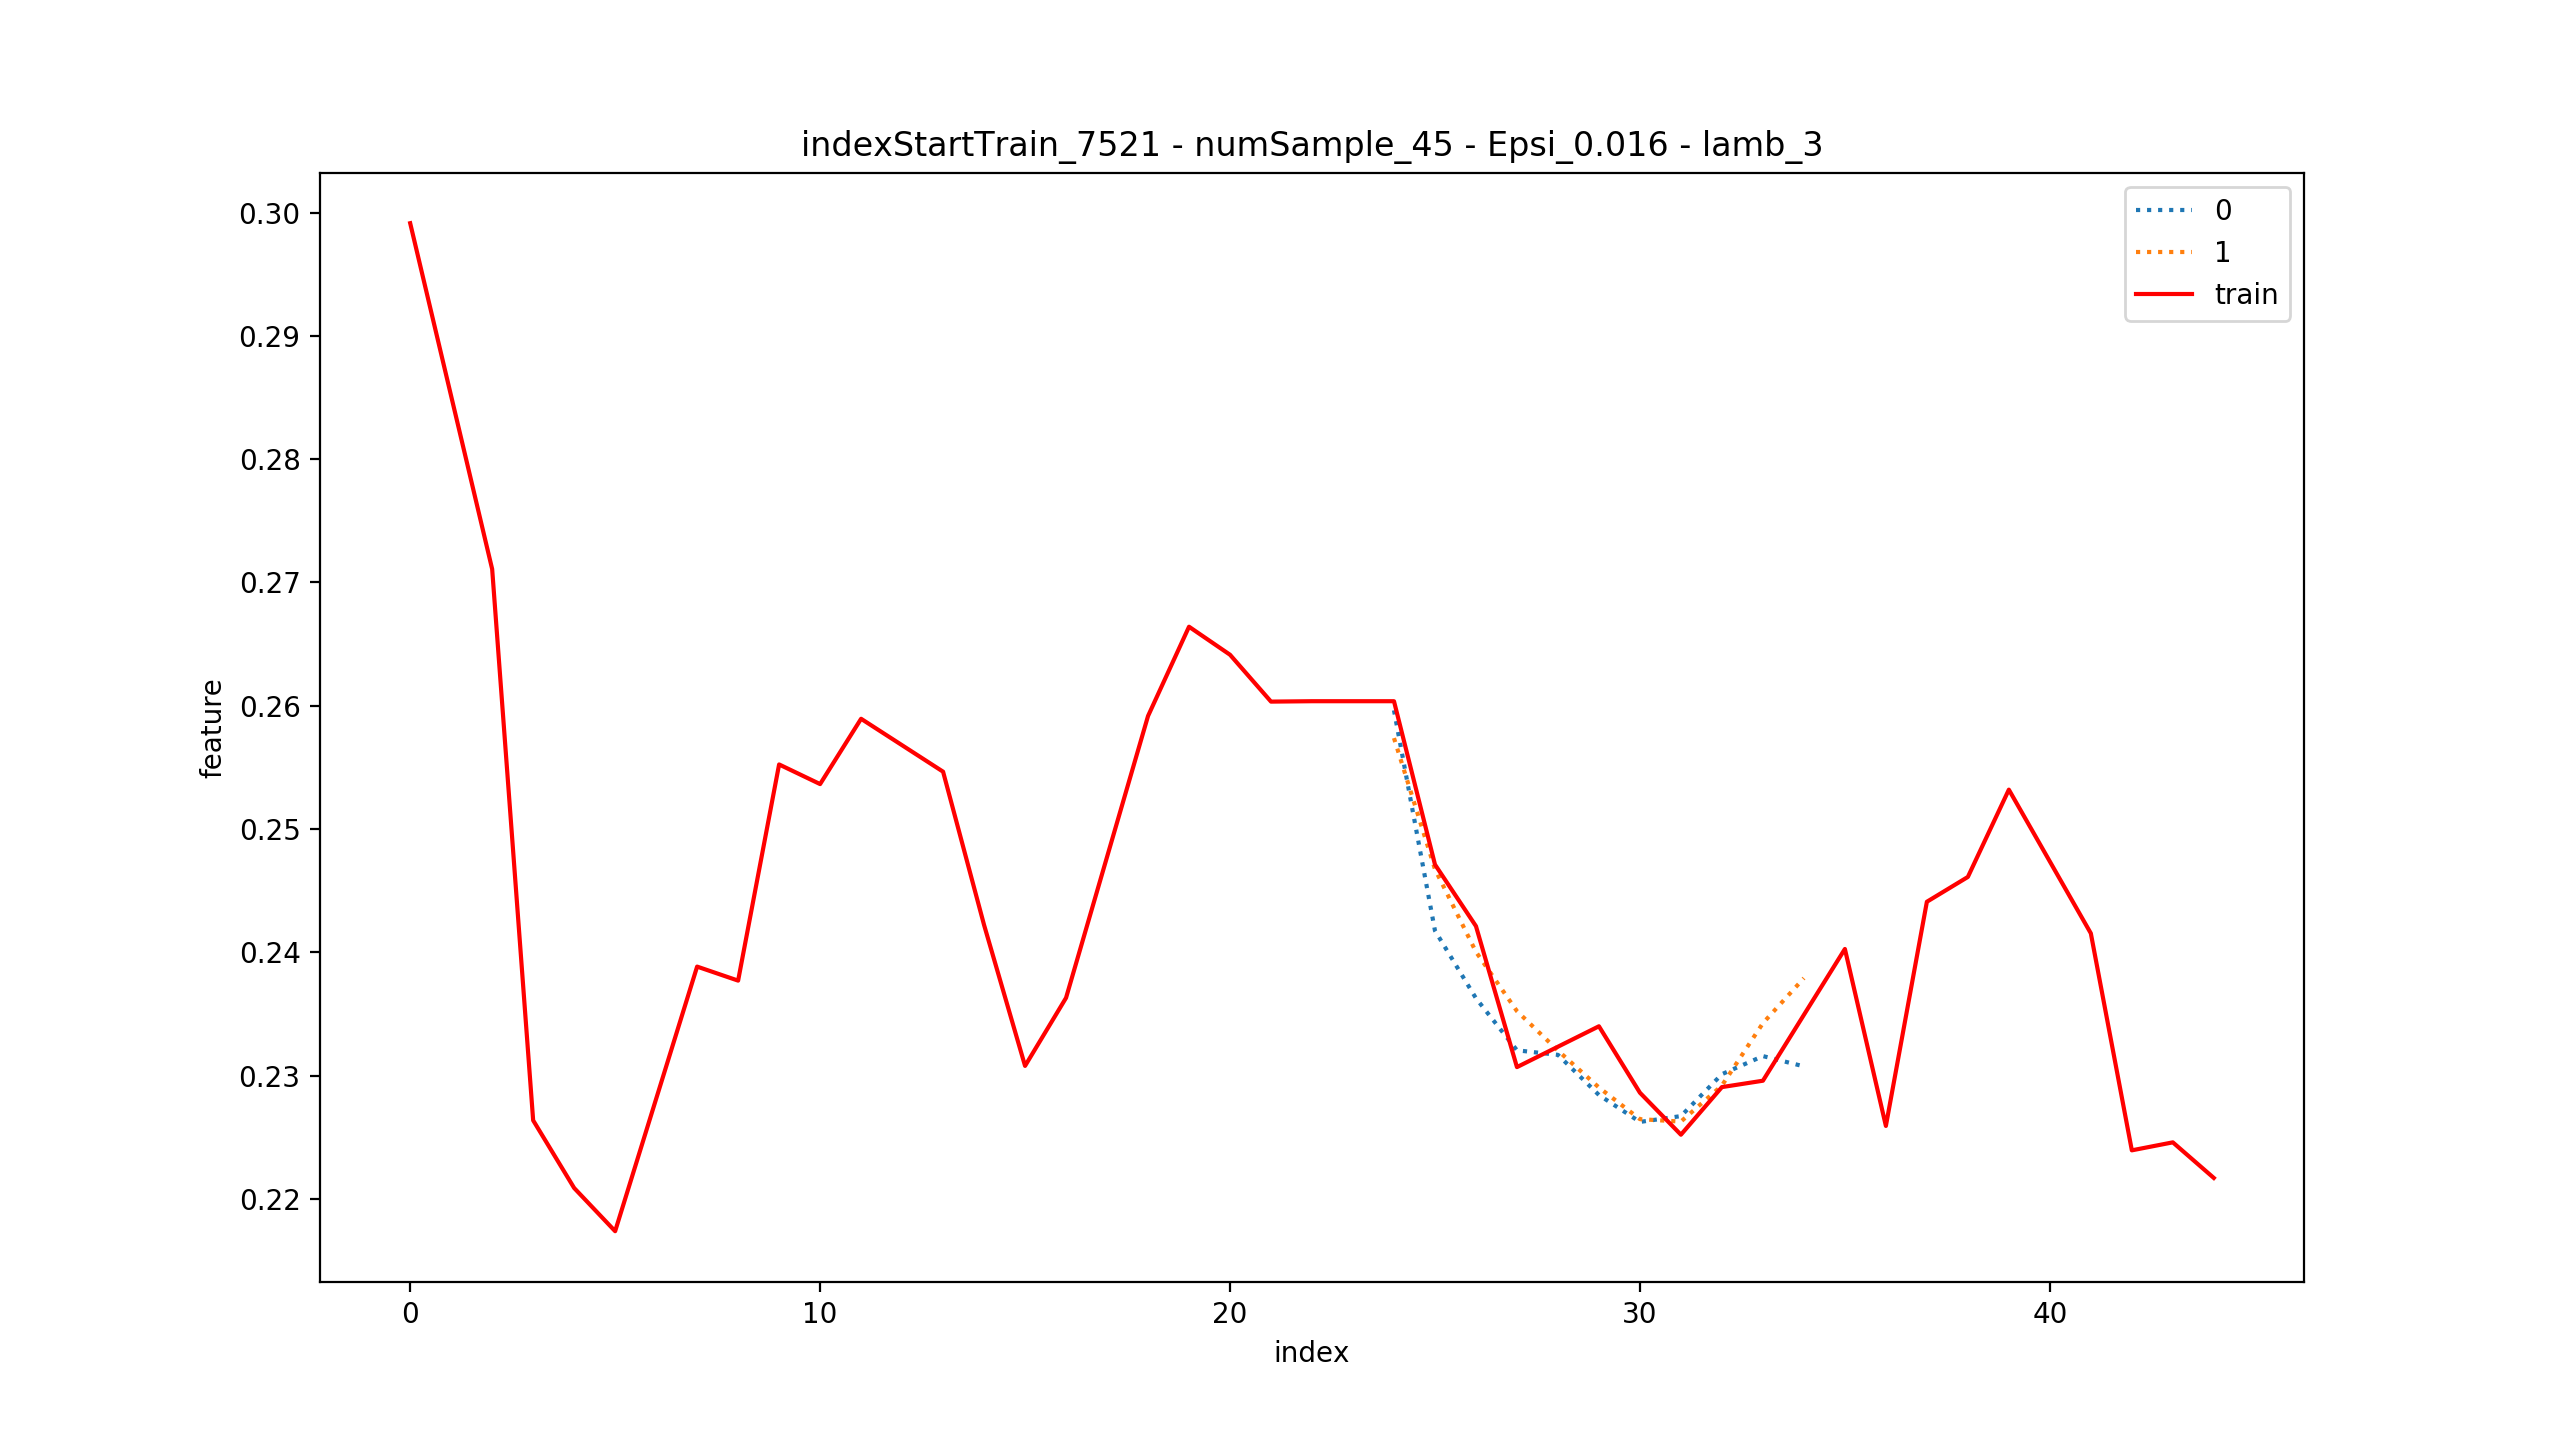 indexStartTrain_7521 - numSample_45 - Epsi_0.016 - lamb_3
0
1
train
0.30
0.29
0.28
0.27
0.26
0.25
0.24
0.23
0.22
feature
0 10 20 30 40
index